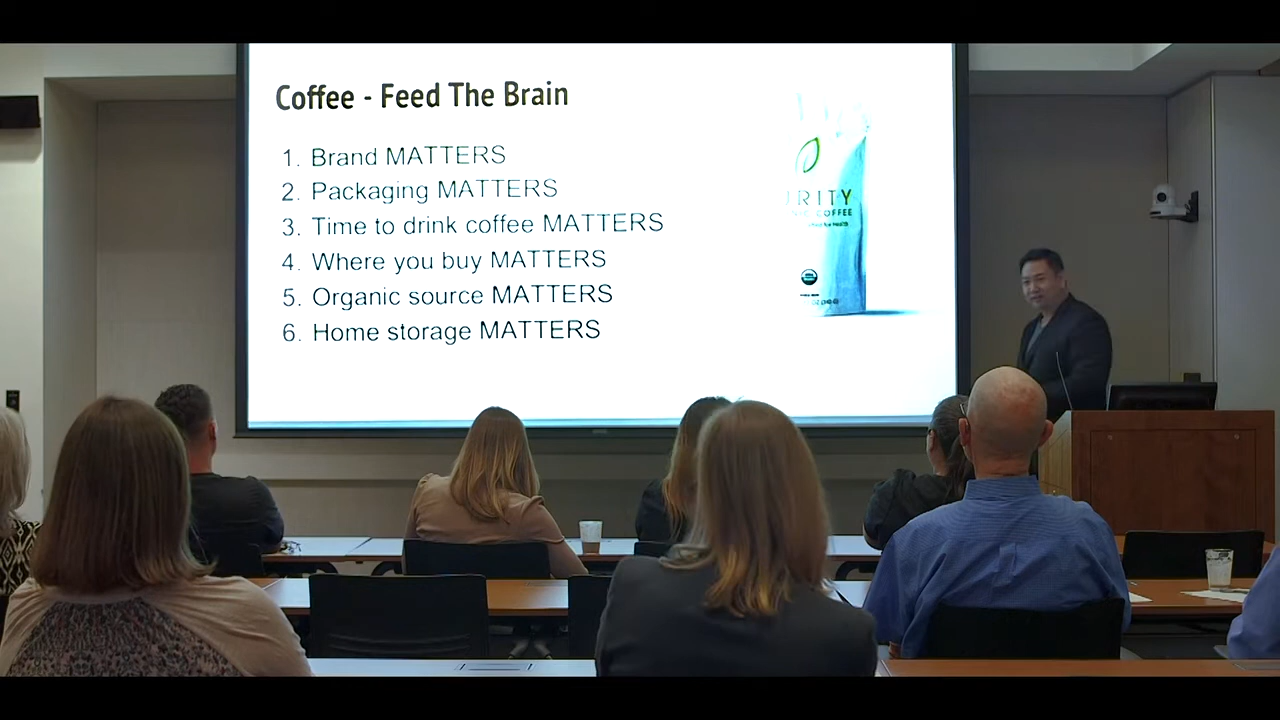 Coffee - Feed The Brain
1. Brand MATTERS
2. Packaging MATTERS
3. Time to drink coffee MATTERS
4. Where you buy MATTERS
5. Organic source MATTERS
6. Home storage MATTERS
RITY
COFFEE